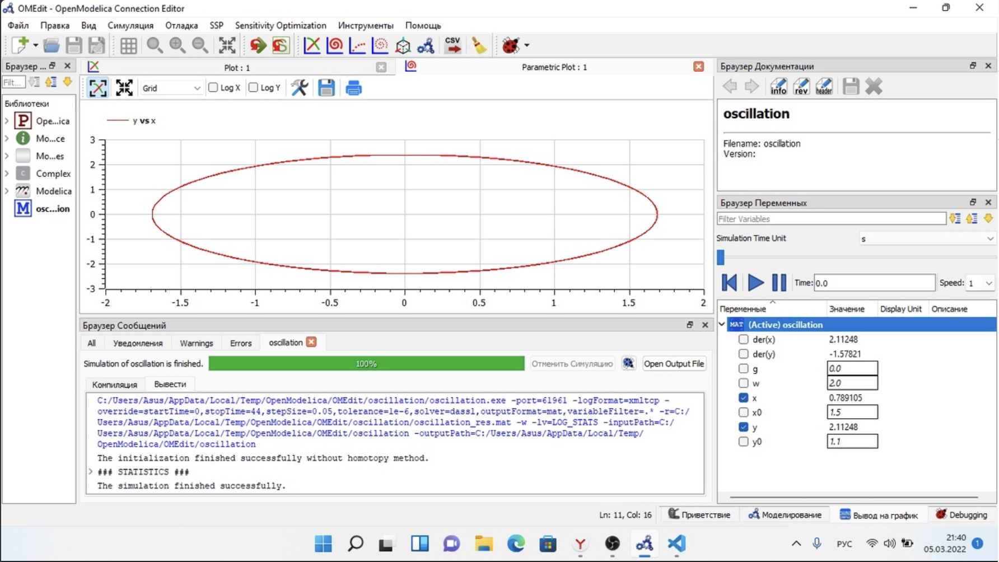 OMEdit - OpenModelica Connection Editor
Файл Правка Вид Симуляция Отладка SSP Sensitivity Optimization Инструменты Помощь
CSV
Браузер ...
Filt...
Библиотеки
P Ope...ica
i Mo...ce
Mo...es
C Complex
Modelica
M osc...ion
Plot : 1
Parametric Plot : 1
Grid
Log X
Log Y
y vs x
3
2
1
0
-1
-2
-3
-2 -1.5 -1 -0.5 0 0.5 1 1.5 2
Браузер Сообщений
All Уведомления Warnings Errors oscillation
Simulation of oscillation is finished. 100% Отменить Симуляцию Open Output File
Компиляция Вывести
C:/Users/Asus/AppData/Local/Temp/OpenModelica/OMEdit/oscillation/oscillation.exe -port=61961 -logFormat=xmltcp -
override=startTime=0,stopTime=44,stepSize=0.05,tolerance=1e-6,solver=dassl,outputFormat=mat,variableFilter=.* -r=C:/
Users/Asus/AppData/Local/Temp/OpenModelica/OMEdit/oscillation/oscillation_res.mat -w -lv=LOG_STATS -inputPath=C:/
Users/Asus/AppData/Local/Temp/OpenModelica/OMEdit/oscillation -outputPath=C:/Users/Asus/AppData/Local/Temp/
OpenModelica/OMEdit/oscillation
The initialization finished successfully without homotopy method.
### STATISTICS ###
The simulation finished successfully.
Браузер Документации
info rev header
oscillation
Filename: oscillation
Version:
Браузер Переменных
Filter Variables
Simulation Time Unit s
Time: 0.0 Speed: 1
Переменные Значение Display Unit Описание
MAT (Active) oscillation
der(x) 2.11248
der(y) -1.57821
g 0.0
w 2.0
x 0.789105
x0 1.5
y 2.11248
y0 1.1
Ln: 11, Col: 16 Приветствие Моделирование Вывод на график Debugging
РУС 21:40
05.03.2022 1